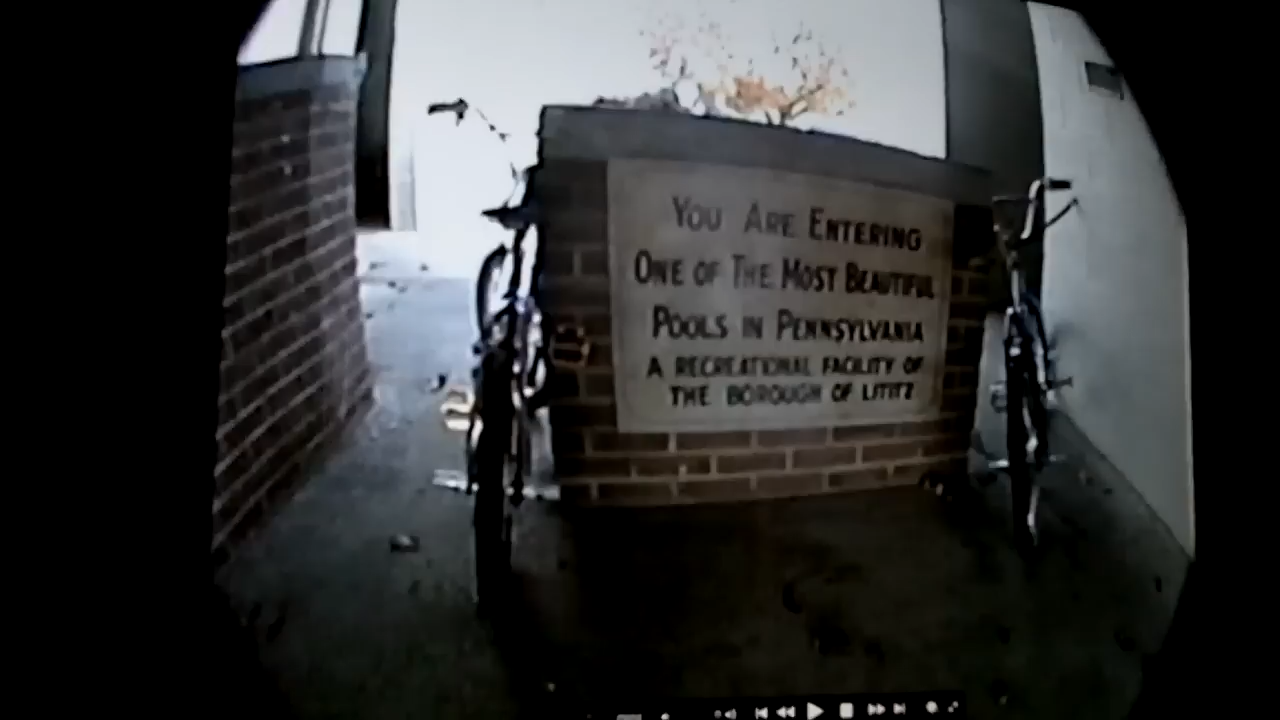 You Are Entering
One of The Most Beautiful
Pools in Pennsylvania
A RECREATIONAL FACILITY OF
THE BOROUGH OF LITITZ